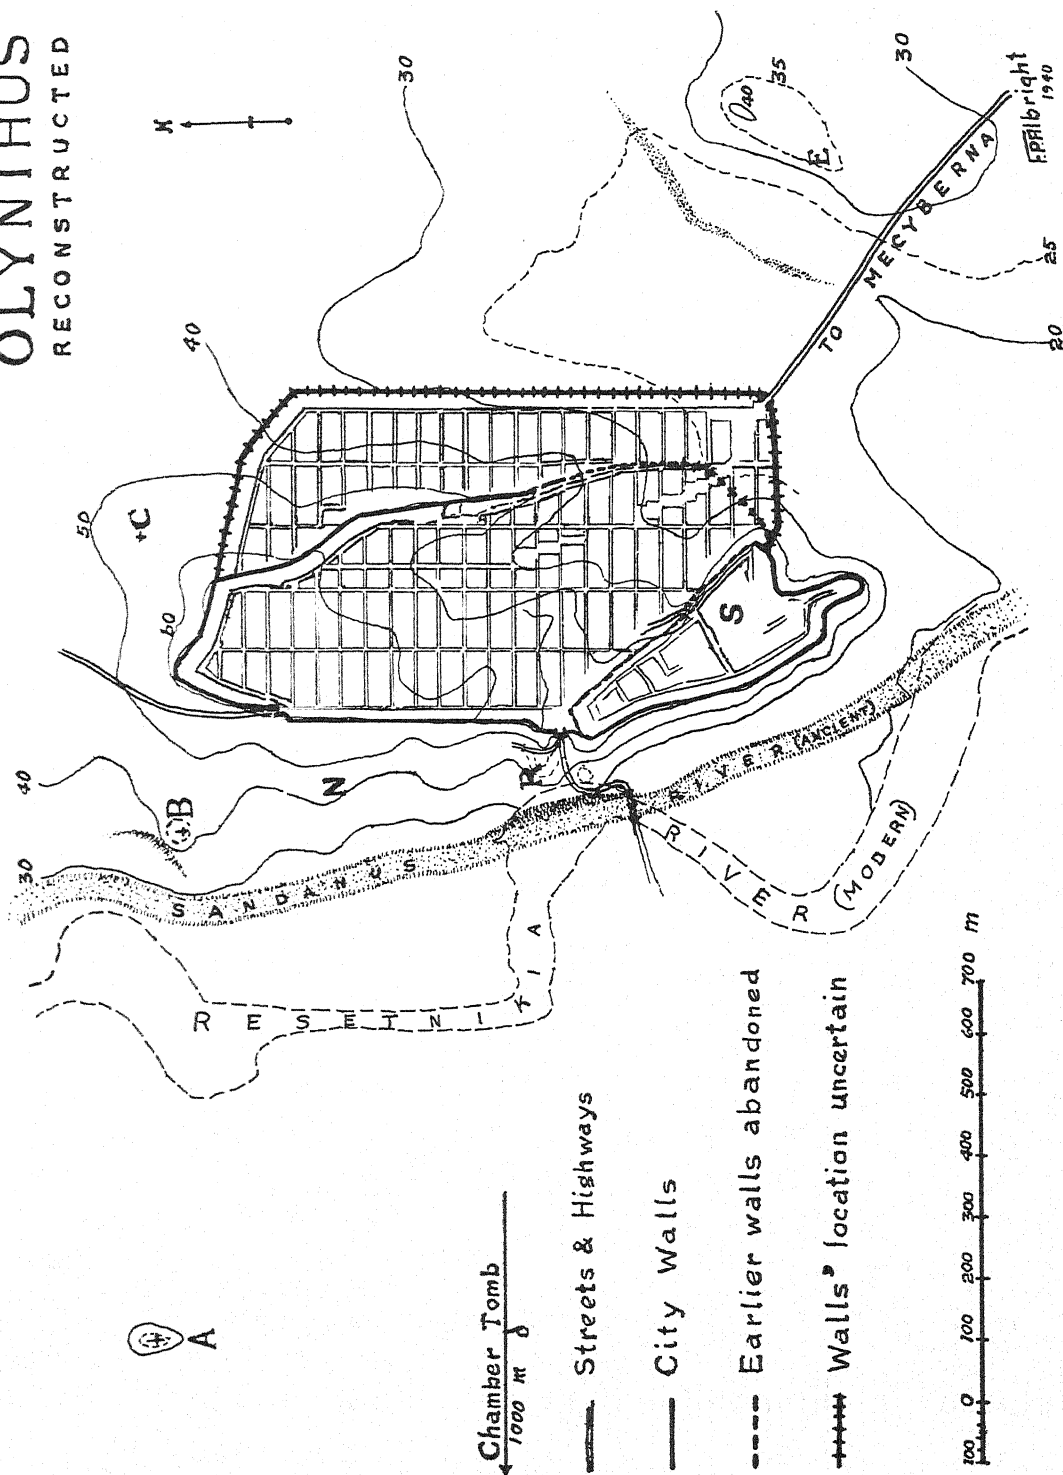 OLYNTHUS
RECONSTRUCTED
N
30
40
50
60
40
30
30
35
40
25
20
A
B
C
E
N
R
S
SANDANUS
RIVER (ANCIENT)
RESETNIKIA
RIVER
(MODERN)
TO MECYBERNA
F.P.Albright
1940
Chamber Tomb
1000 m
Streets & Highways
City Walls
Earlier walls abandoned
Walls' location uncertain
100 0 100 200 300 400 500 600 700 m